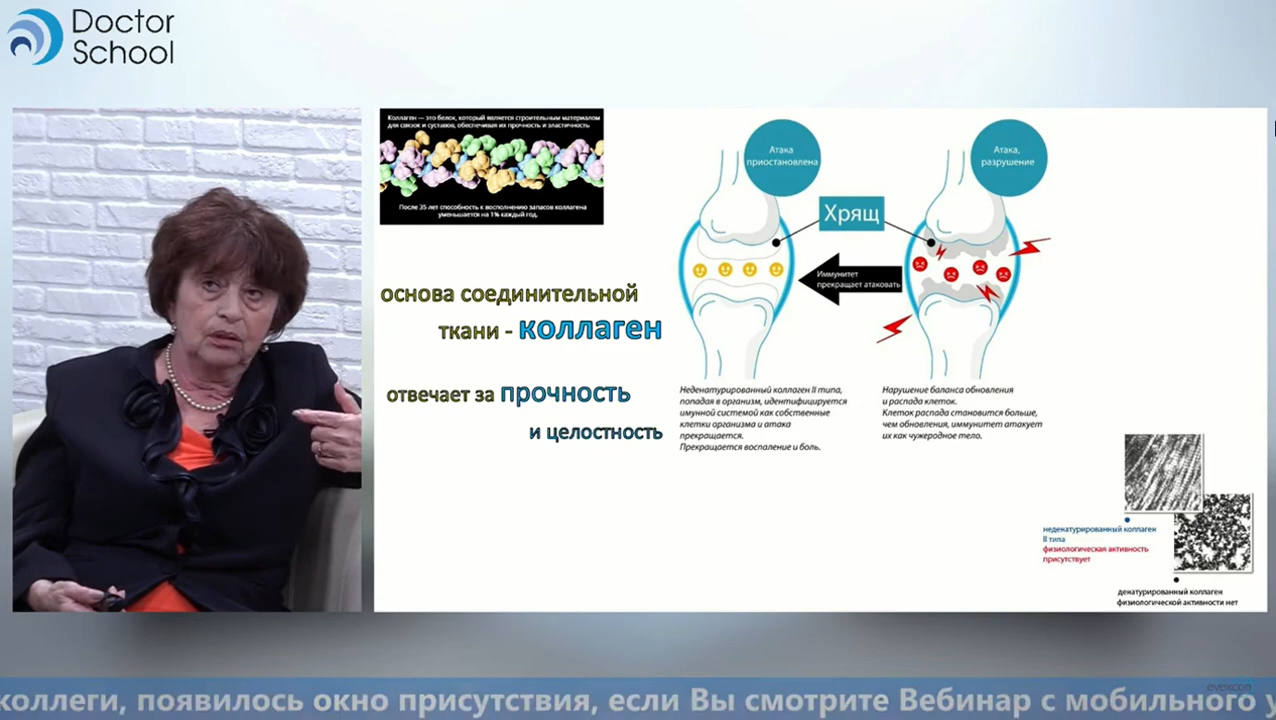 Doctor
School
Коллаген — это белок, который является строительным материалом
для связок и суставов, обеспечивая их прочность и эластичность
После 35 лет способность к восполнению запасов коллагена
уменьшается на 1% каждый год.
основа соединительной
ткани - коллаген
отвечает за прочность
и целостность
Атака
приостановлена
Атака,
разрушение
Хрящ
Иммунитет
прекращает атаковать
Неденатурированный коллаген II типа,
попадая в организм, идентифицируется
имунной системой как собственные
клетки организма и атака
прекращается.
Прекращается воспаление и боль.
Нарушение баланса обновления
и распада клеток.
Клеток распада становится больше,
чем обновления, иммунитет атакует
их как чужеродное тело.
неденатурированный коллаген
II типа
физиологическая активность
присутствует
денатурированный коллаген
физиологической активности нет
evexcon
коллеги, появилось окно присутствия, если Вы смотрите Вебинар с мобильного у